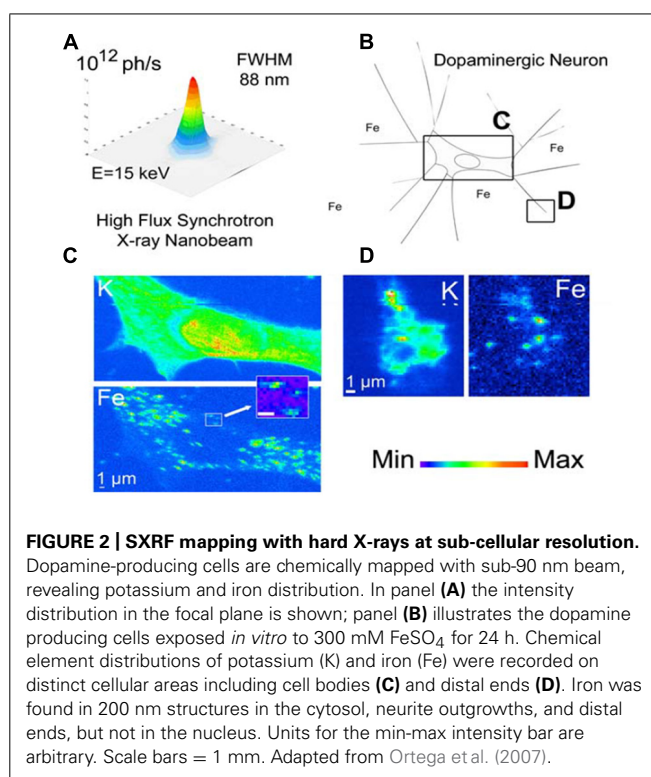 A
10^12 ph/s
FWHM
88 nm
E=15 keV
High Flux Synchrotron
X-ray Nanobeam
B
Dopaminergic Neuron
Fe
C
Fe
Fe
Fe
D
C
K
Fe
1 µm
D
K
Fe
1 µm
Min
Max
FIGURE 2 | SXRF mapping with hard X-rays at sub-cellular resolution.
Dopamine-producing cells are chemically mapped with sub-90 nm beam,
revealing potassium and iron distribution. In panel (A) the intensity
distribution in the focal plane is shown; panel (B) illustrates the dopamine
producing cells exposed in vitro to 300 mM FeSO4 for 24 h. Chemical
element distributions of potassium (K) and iron (Fe) were recorded on
distinct cellular areas including cell bodies (C) and distal ends (D). Iron was
found in 200 nm structures in the cytosol, neurite outgrowths, and distal
ends, but not in the nucleus. Units for the min-max intensity bar are
arbitrary. Scale bars = 1 mm. Adapted from Ortega et al. (2007).